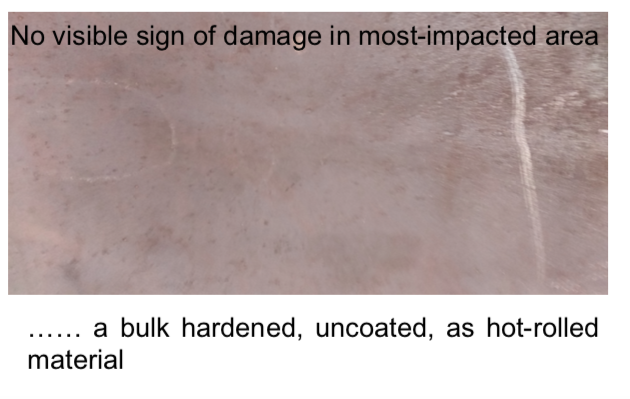 No visible sign of damage in most-impacted area
…… a bulk hardened, uncoated, as hot-rolled
material